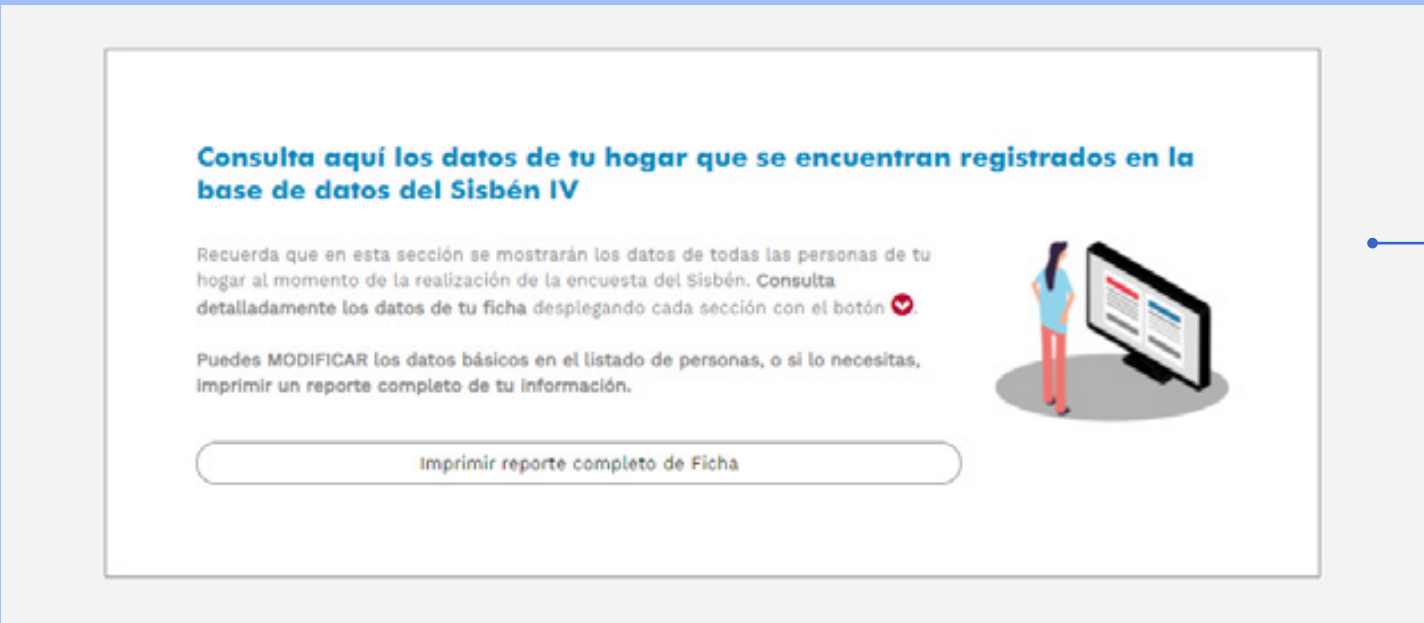 Consulta aquí los datos de tu hogar que se encuentran registrados en la
base de datos del Sisbén IV
Recuerda que en esta sección se mostrarán los datos de todas las personas de tu
hogar al momento de la realización de la encuesta del Sisbén. Consulta
detalladamente los datos de tu ficha desplegando cada sección con el botón .
Puedes MODIFICAR los datos básicos en el listado de personas, o si lo necesitas,
imprimir un reporte completo de tu información.
Imprimir reporte completo de Ficha